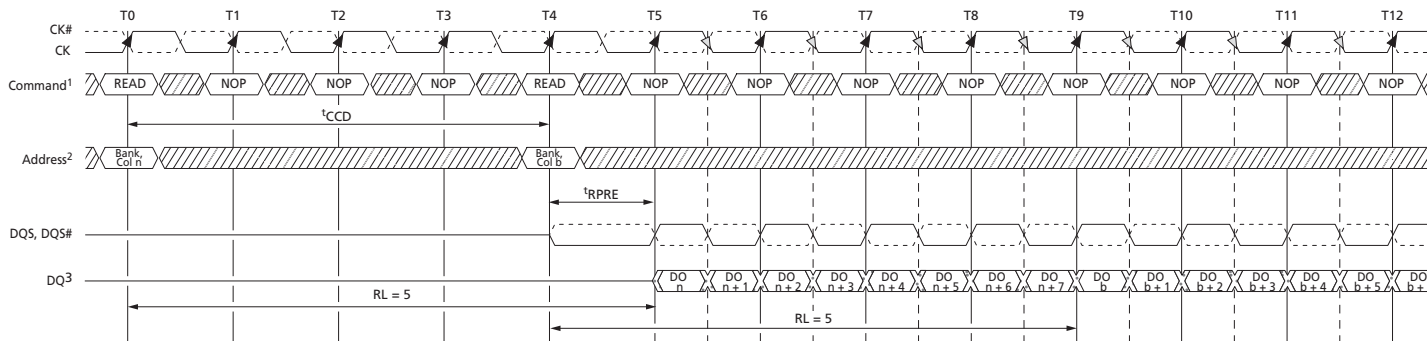 T0 T1 T2 T3 T4 T5 T6 T7 T8 T9 T10 T11 T12
CK#
CK
Command1 READ NOP NOP NOP READ NOP NOP NOP NOP NOP NOP NOP NOP
tCCD
Address2 Bank, Col n Bank, Col b
tRPRE
DQS, DQS#
DQ3 DO n DO n + 1 DO n + 2 DO n + 3 DO n + 4 DO n + 5 DO n + 6 DO n + 7 DO b DO b + 1 DO b + 2 DO b + 3 DO b + 4 DO b + 5 DO b +
RL = 5
RL = 5